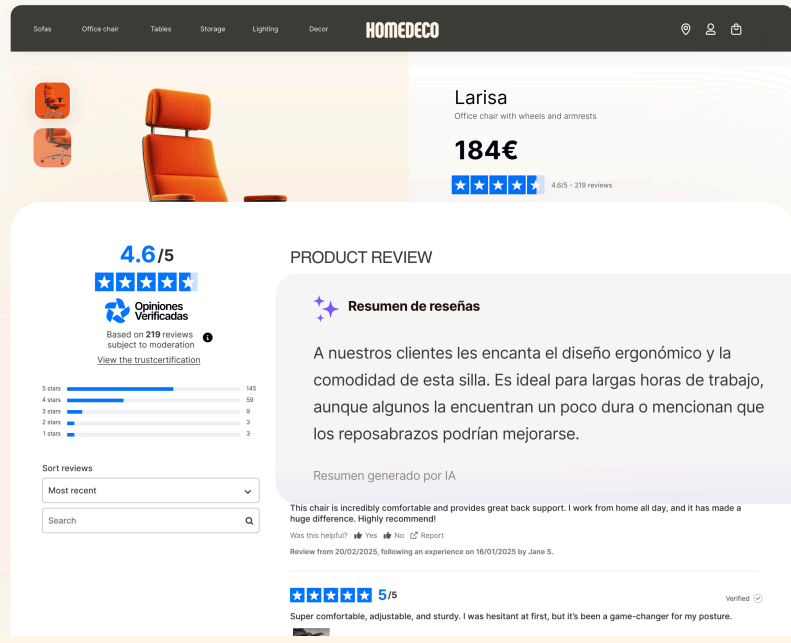 Sofas
Office chair
Tables
Storage
Lighting
Decor
HOMEDECO
Larisa
Office chair with wheels and armrests
184€
4.6/5 - 219 reviews
4.6/5
Opiniones
Verificadas
Based on 219 reviews
subject to moderation
View the trustcertification
5 stars 145
4 stars 59
3 stars 9
2 stars 3
1 stars 3
Sort reviews
Most recent
Search
PRODUCT REVIEW
Resumen de reseñas
A nuestros clientes les encanta el diseño ergonómico y la
comodidad de esta silla. Es ideal para largas horas de trabajo,
aunque algunos la encuentran un poco dura o mencionan que
los reposabrazos podrían mejorarse.
Resumen generado por IA
This chair is incredibly comfortable and provides great back support. I work from home all day, and it has made a
huge difference. Highly recommend!
Was this helpful? Yes No Report
Review from 20/02/2025, following an experience on 16/01/2025 by Jane S.
5/5
Verified
Super comfortable, adjustable, and sturdy. I was hesitant at first, but it's been a game-changer for my posture.